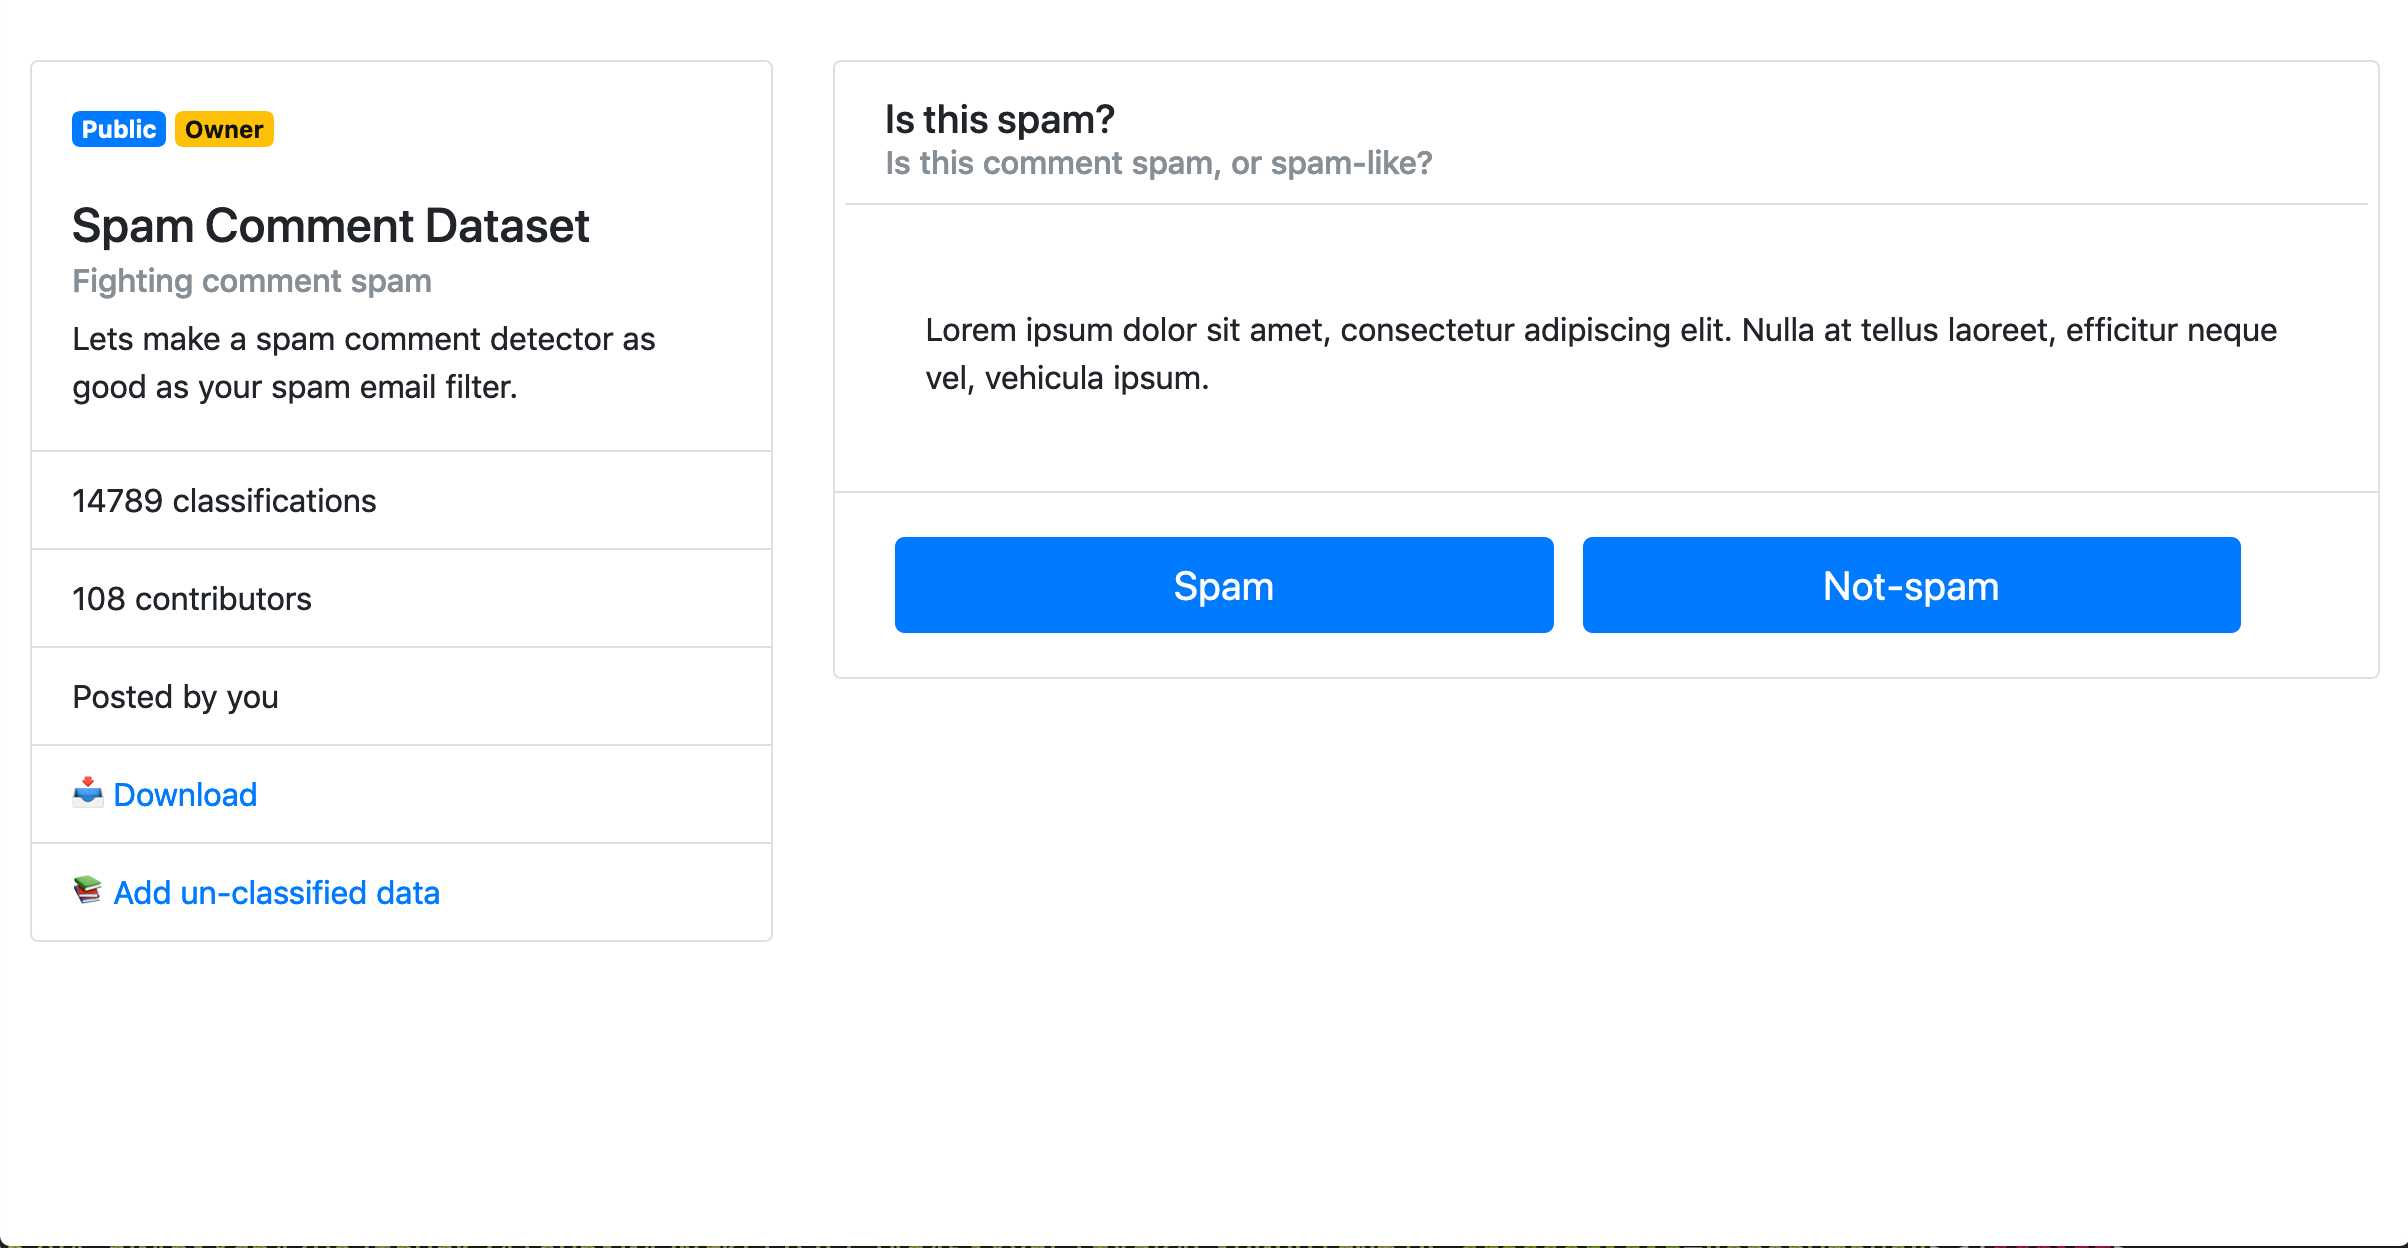 Public Owner
Spam Comment Dataset
Fighting comment spam
Lets make a spam comment detector as
good as your spam email filter.
14789 classifications
108 contributors
Posted by you
Download
Add un-classified data
Is this spam?
Is this comment spam, or spam-like?
Lorem ipsum dolor sit amet, consectetur adipiscing elit. Nulla at tellus laoreet, efficitur neque
vel, vehicula ipsum.
Spam
Not-spam